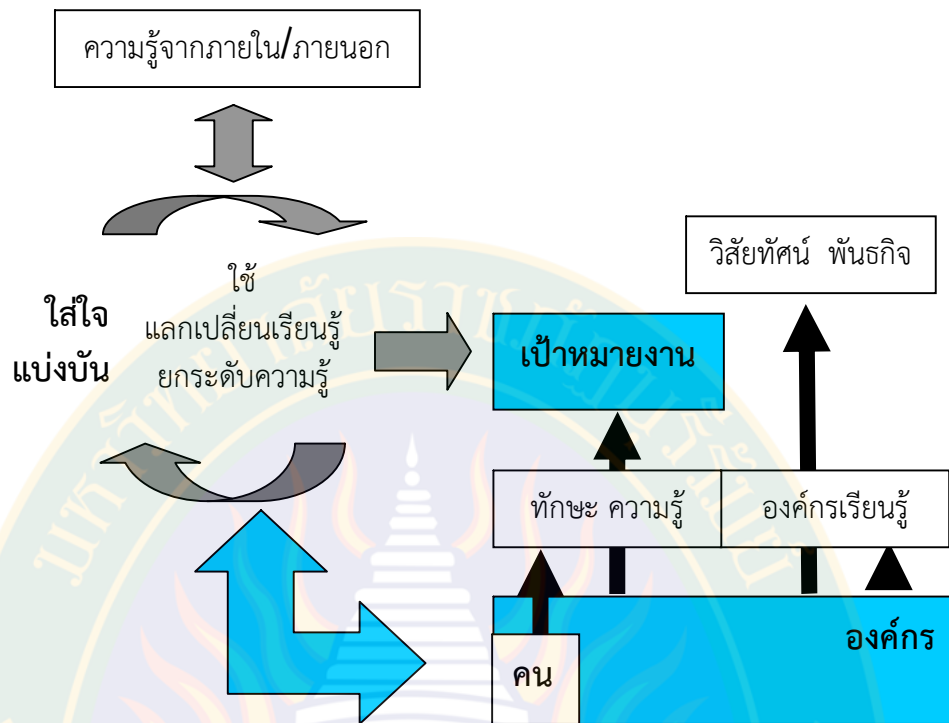 ความรู้จากภายใน/ภายนอก
วิสัยทัศน์ พันธกิจ
ใส่ใจ
แบ่งบัน
ใช้
แลกเปลี่ยนเรียนรู้
ยกระดับความรู้
เป้าหมายงาน
ทักษะ ความรู้
องค์กรเรียนรู้
องค์กร
คน